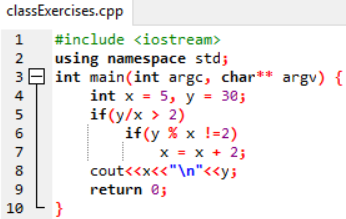 classExercises.cpp
1 #include <iostream>
2 using namespace std;
3 int main(int argc, char** argv) {
4 int x = 5, y = 30;
5 if(y/x > 2)
6 if(y % x !=2)
7 x = x + 2;
8 cout<<x<<"\n"<<y;
9 return 0;
10 }